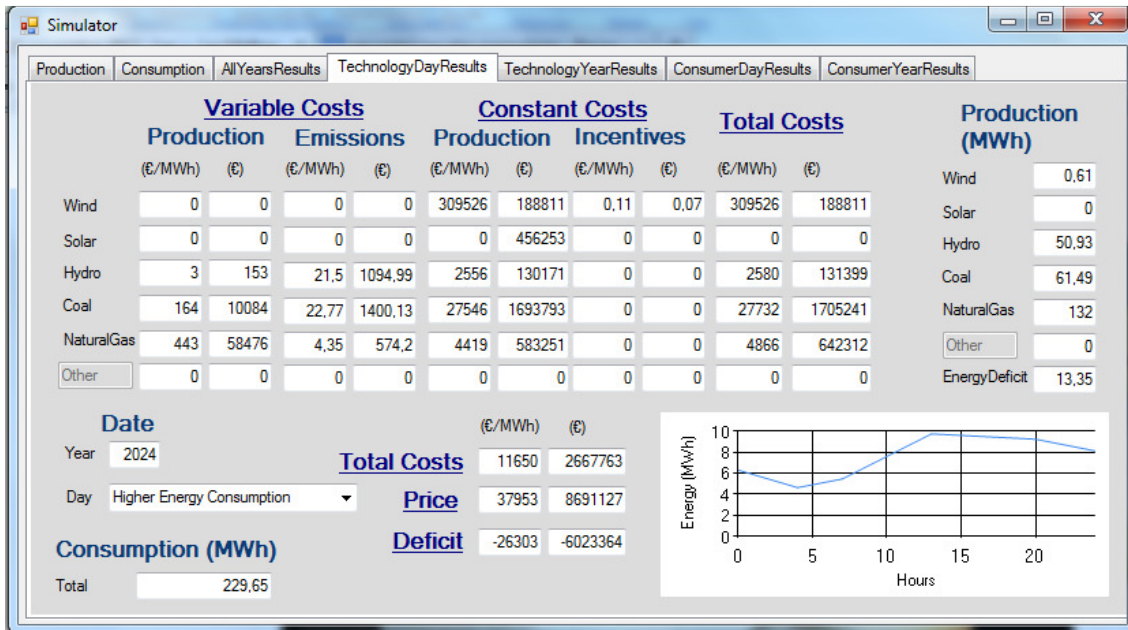 Simulator
Production Consumption AllYearsResults TechnologyDayResults TechnologyYearResults ConsumerDayResults ConsumerYearResults
Variable Costs Constant Costs Total Costs Production (MWh)
Production Emissions Production Incentives
(€/MWh) (€) (€/MWh) (€) (€/MWh) (€) (€/MWh) (€) (€/MWh) (€)
Wind 0 0 0 0 309526 188811 0,11 0,07 309526 188811 Wind 0,61
Solar 0 0 0 0 0 456253 0 0 0 0 Solar 0
Hydro 3 153 21,5 1094,99 2556 130171 0 0 2580 131399 Hydro 50,93
Coal 164 10084 22,77 1400,13 27546 1693793 0 0 27732 1705241 Coal 61,49
NaturalGas 443 58476 4,35 574,2 4419 583251 0 0 4866 642312 NaturalGas 132
Other 0 0 0 0 0 0 0 0 0 0 Other 0
EnergyDeficit 13,35
Date
Year 2024
Day Higher Energy Consumption
Consumption (MWh)
Total 229,65
(€/MWh) (€)
Total Costs 11650 2667763
Price 37953 8691127
Deficit -26303 -6023364
Energy (MWh)
10
8
6
4
2
0
0 5 10 15 20
Hours